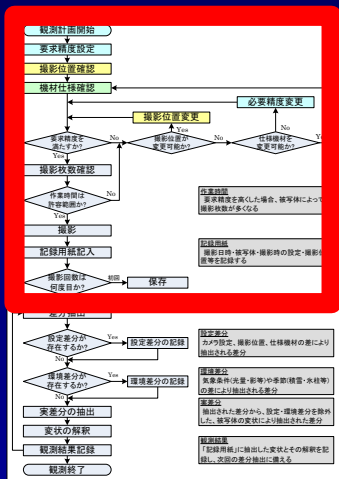 観測計画開始
要求精度設定
撮影位置確認
機材仕様確認
必要精度変更
撮影位置変更
Yes
No
要求精度を
満たすか?
No
撮影位置が
変更可能か?
No
仕様機材を
変更可能か?
Yes
撮影枚数確認
作業時間は
許容範囲か?
No
Yes
作業時間
要求精度を高くした場合、被写体によって
撮影枚数が多くなる
撮影
記録用紙記入
記録用紙
撮影日時・被写体・撮影時の設定・撮影位
置等を記録する
撮影回数は
何度目か?
初回
保存
差分抽出
設定差分が
存在するか?
Yes
設定差分の記録
No
設定差分
カメラ設定、撮影位置、仕様機材の差により
抽出される差分
環境差分が
存在するか?
Yes
環境差分の記録
No
環境差分
気象条件(光量・影等)や季節(積雪・氷柱等)
の差により抽出される差分
実差分の抽出
実差分
抽出された差分から、設定・環境差分を除外
した、被写体の変状により抽出された差分
変状の解釈
観測結果記録
観測結果
「記録用紙」に抽出した変状とその解釈を記
録し、次回の差分抽出に備える
観測終了